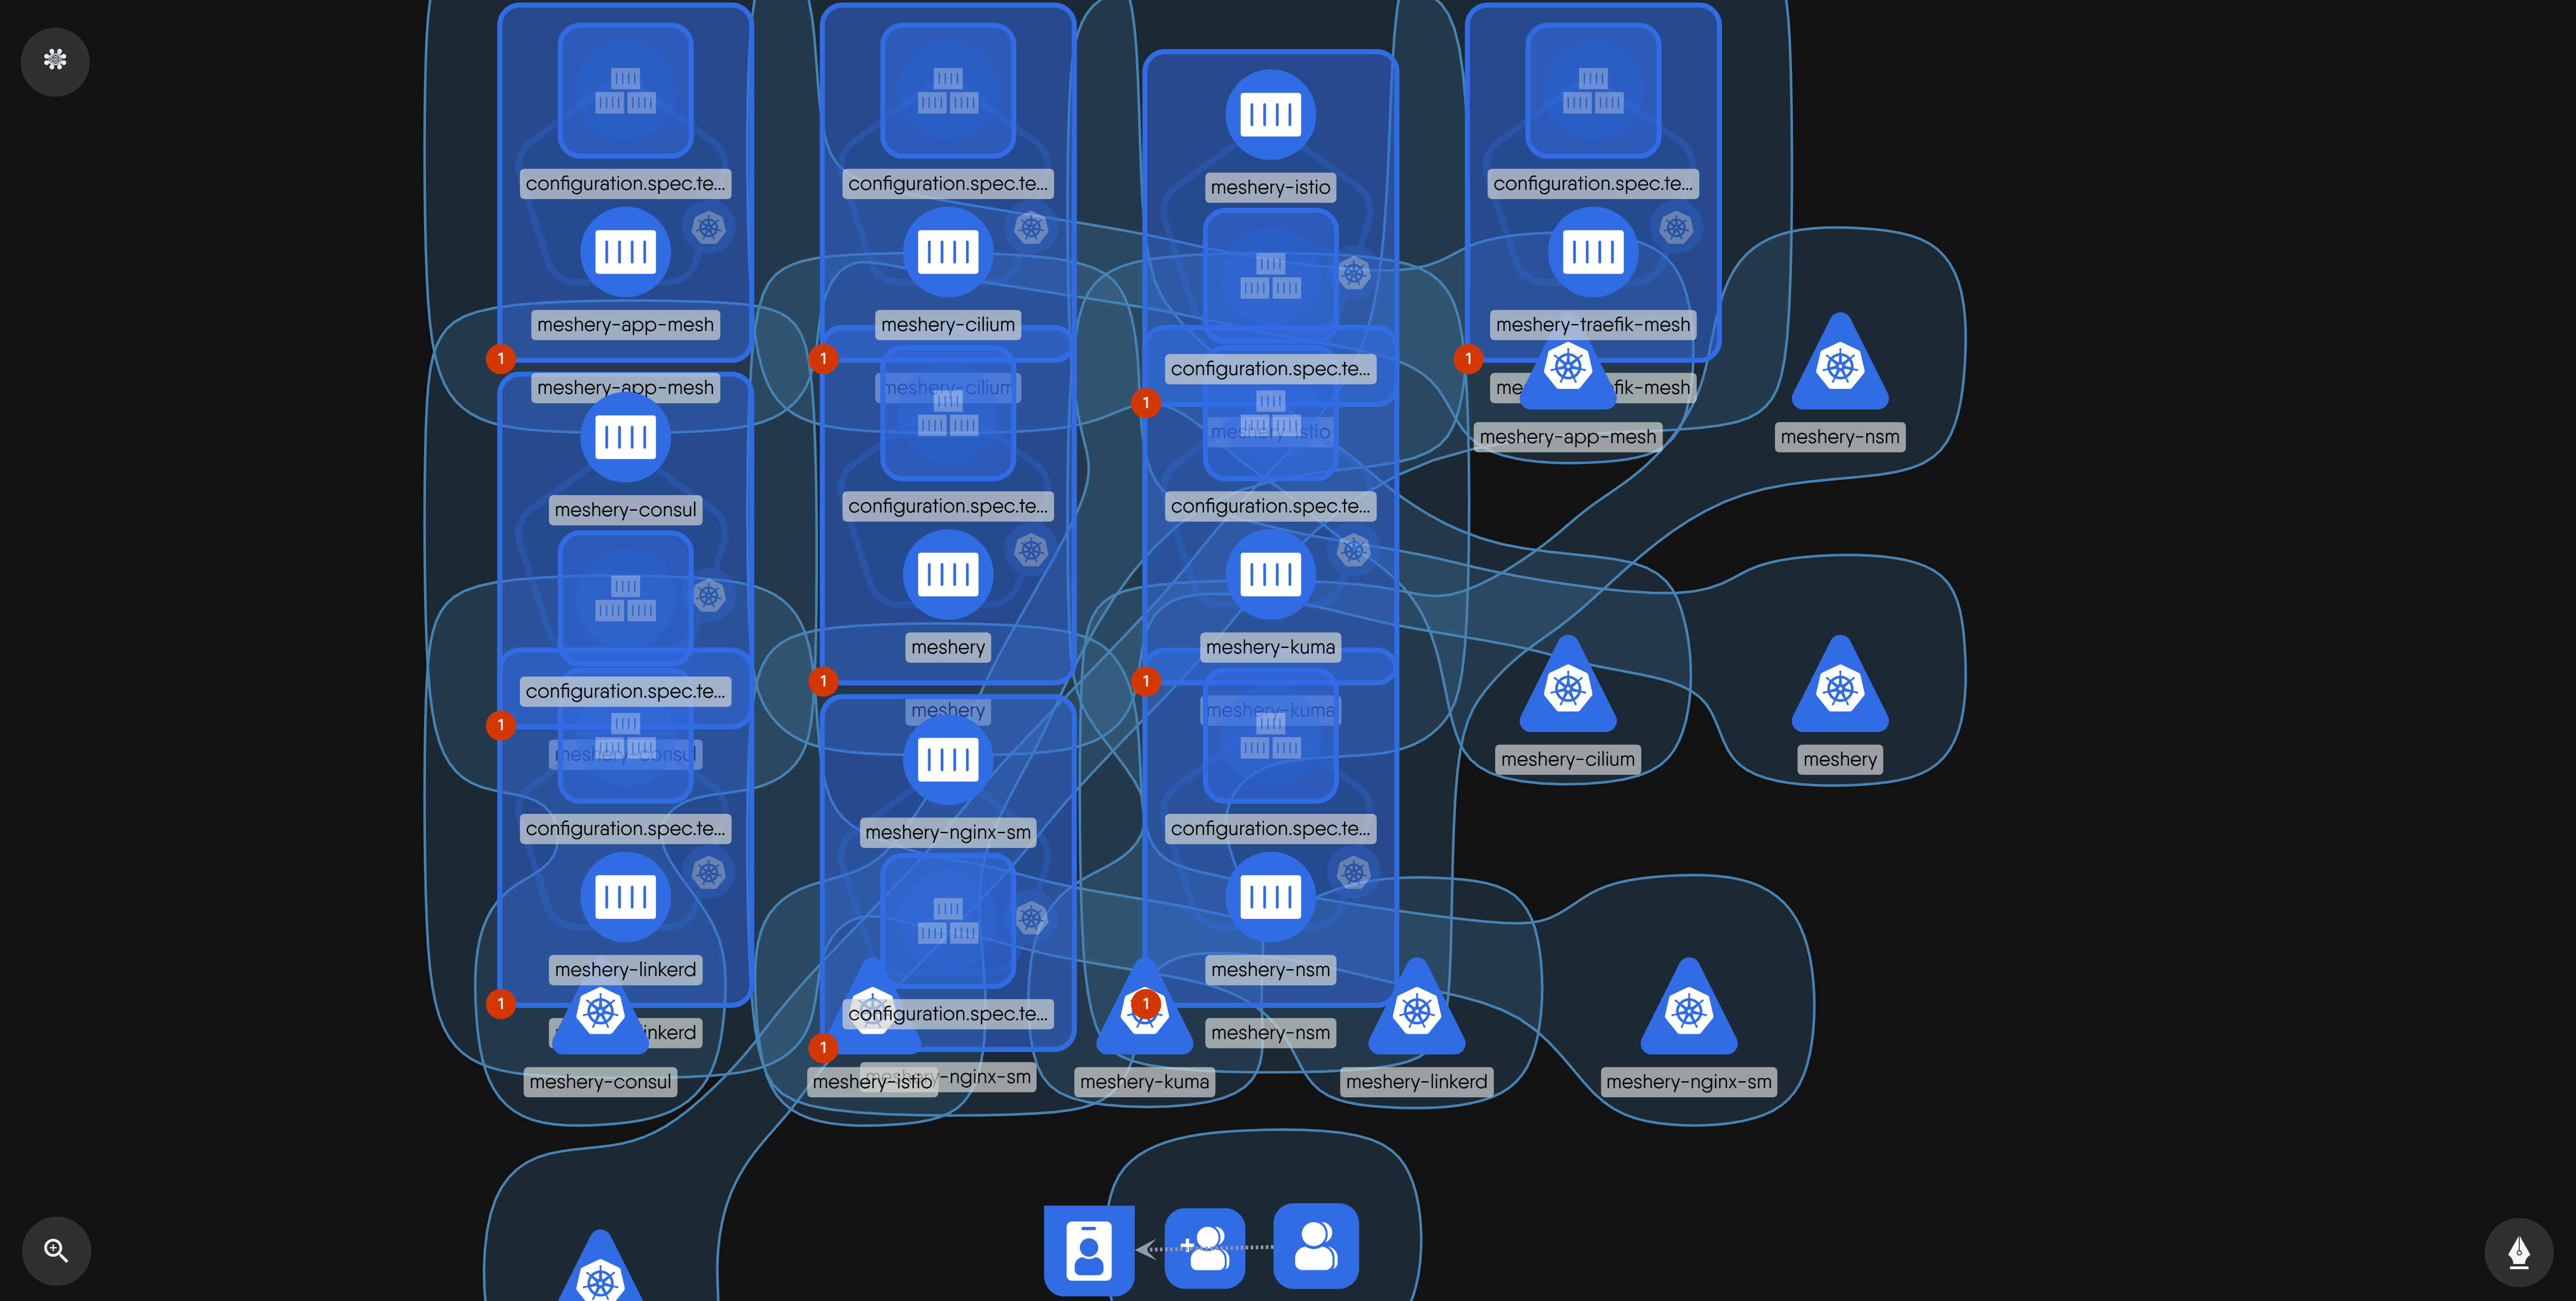 configuration.spec.te...
configuration.spec.te...
meshery-istio
configuration.spec.te...
meshery-app-mesh
meshery-cilium
meshery-traefik-mesh
1
1
configuration.spec.te...
1
meshery-app-mesh
meshery-cilium
1
me fik-mesh
meshery-istio
meshery-app-mesh
meshery-nsm
meshery-consul
configuration.spec.te...
configuration.spec.te...
meshery
meshery-kuma
configuration.spec.te...
1
1
1
meshery
meshery-kuma
meshery-consul
meshery-cilium
meshery
configuration.spec.te...
meshery-nginx-sm
configuration.spec.te...
meshery-linkerd
meshery-nsm
1
configuration.spec.te...
1
inkerd
meshery-nsm
1
meshery-consul
meshery-istio
-nginx-sm
meshery-kuma
meshery-linkerd
meshery-nginx-sm